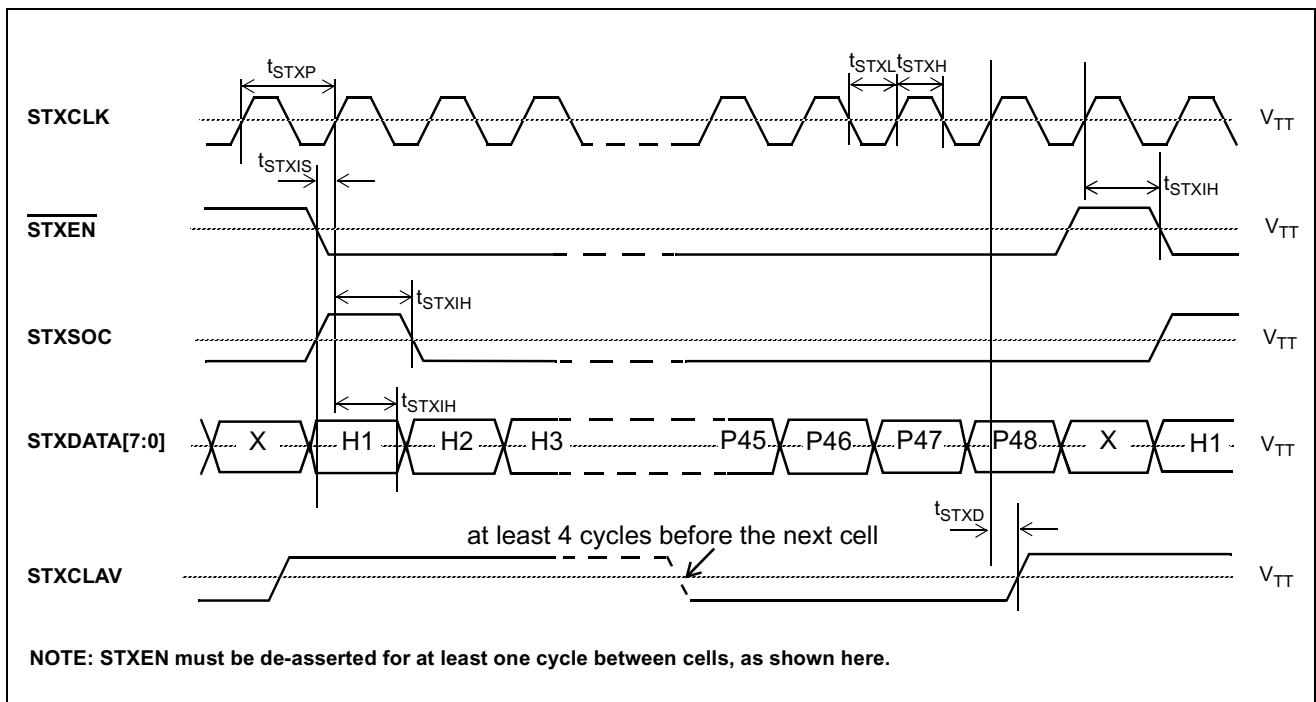 tSTXP tSTXL tSTXH
STXCLK VTT
tSTXIS tSTXIH
STXEN VTT
tSTXIH
STXSOC VTT
tSTXIH
STXDATA[7:0] X H1 H2 H3 P45 P46 P47 P48 X H1 VTT
tSTXD
at least 4 cycles before the next cell
STXCLAV VTT
NOTE: STXEN must be de-asserted for at least one cycle between cells, as shown here.